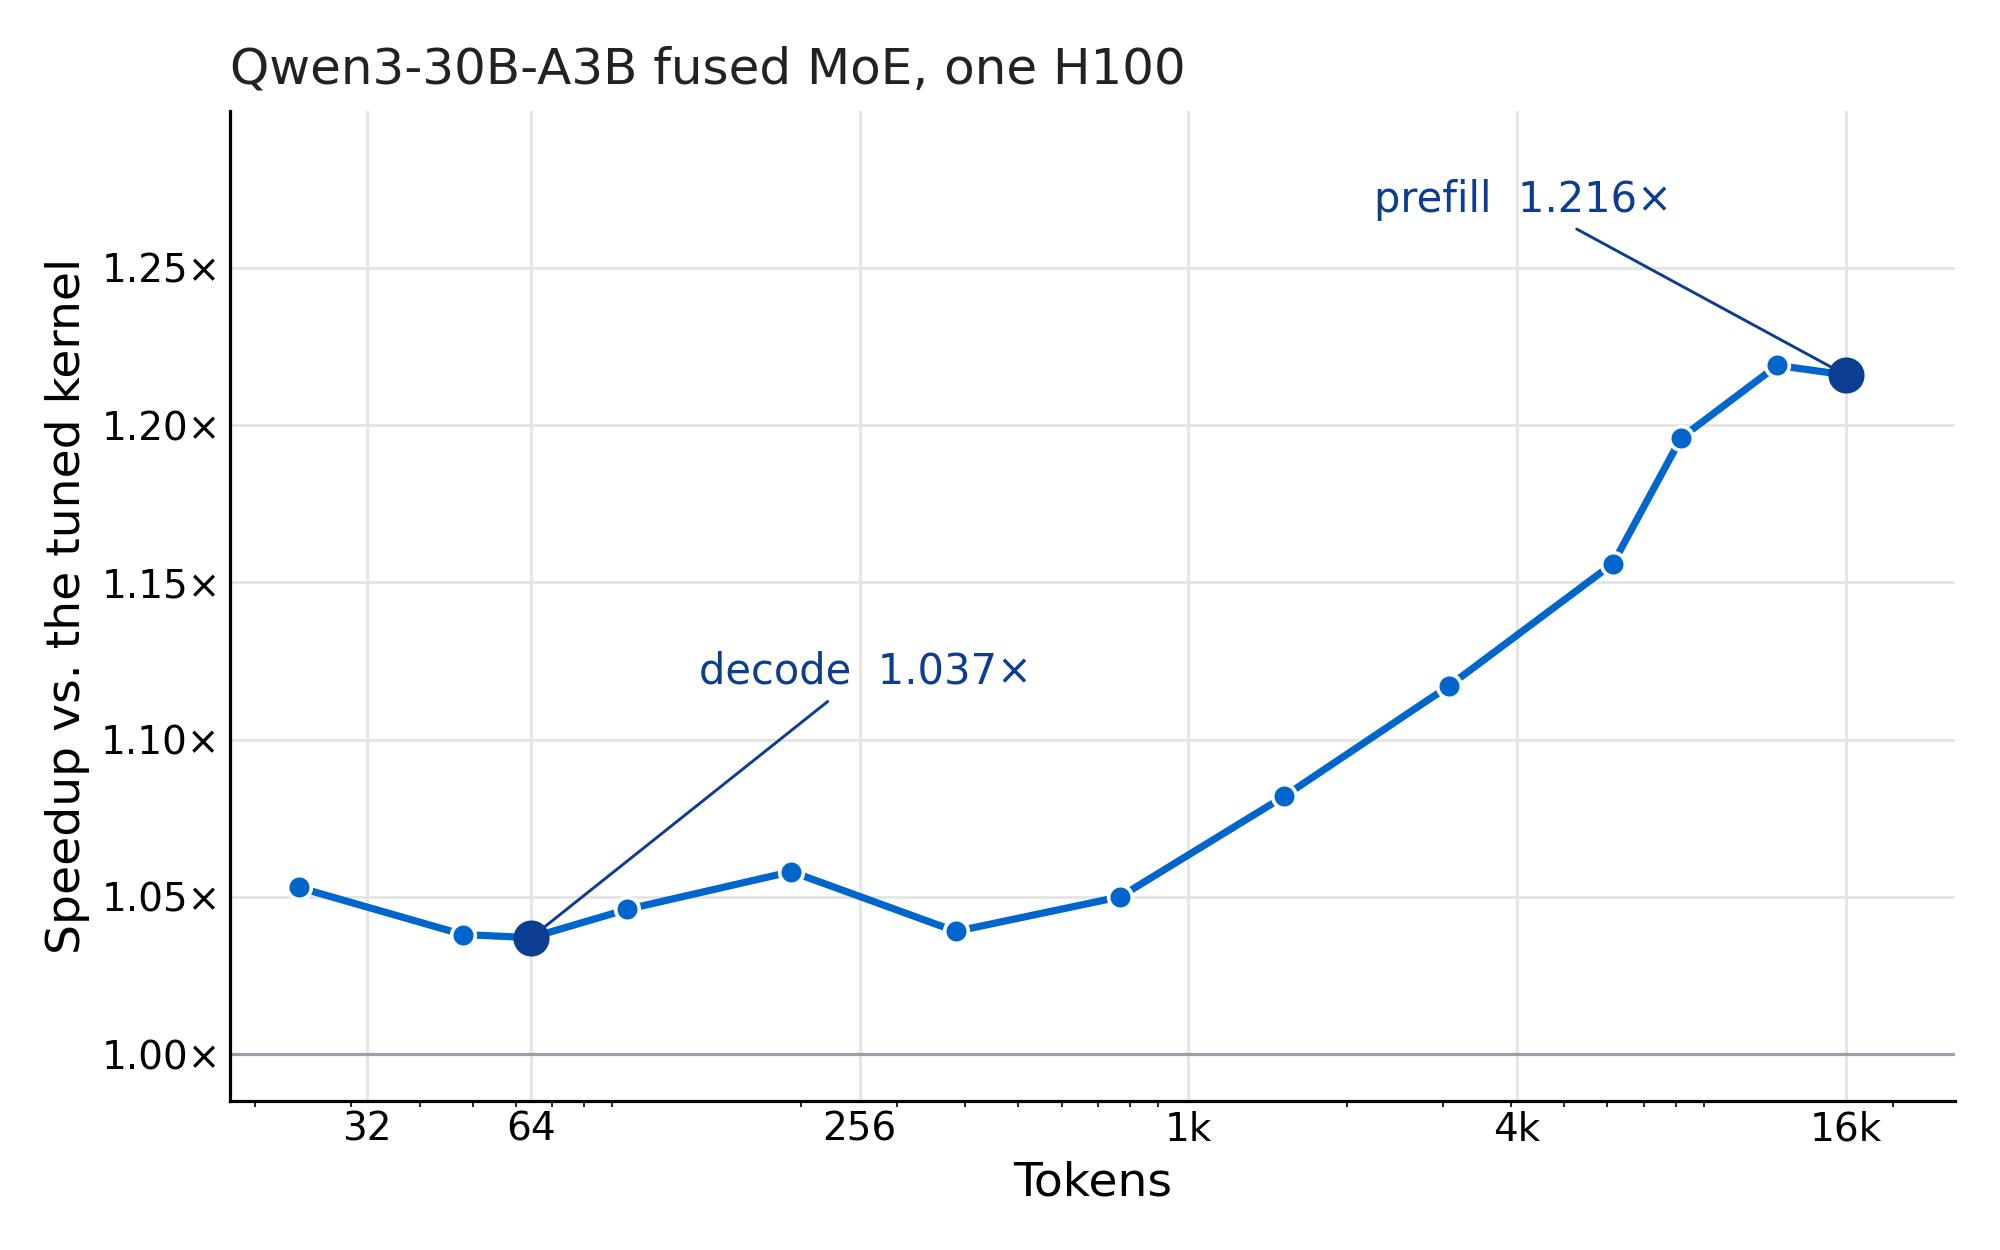 Qwen3-30B-A3B fused MoE, one H100
prefill 1.216×
decode 1.037×
Speedup vs. the tuned kernel
1.25×
1.20×
1.15×
1.10×
1.05×
1.00×
32 64 256 1k 4k 16k
Tokens